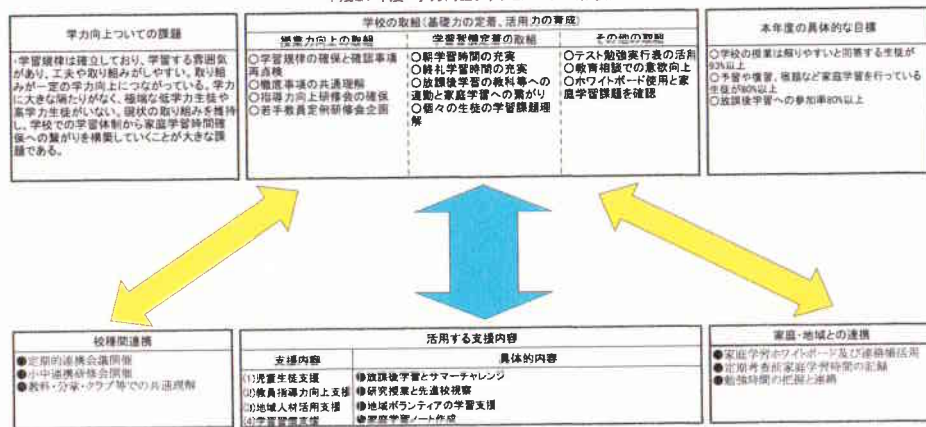 学力向上ついての課題
・学習規律は確立しており、学習する雰囲気
があり、工夫や取り組みがしやすい。取り組
みが一定の学力向上につながっている。学力
に大きな隔たりがなく、極端な低学力生徒や
高学力生徒がいない。現状の取り組みを維持
し、学校での学習体制から家庭学習時間確
保への繋がりを構築していくことが大きな課
題である。
学校の取組(基礎力の定着、活用力の育成)
授業力向上の取組
〇学習規律の確保と確認事項
再点検
〇徹底事項の共通理解
〇指導力向上研修会の確保
〇若手教員定例研修会企画
学習習慣定着の取組
〇朝学習時間の充実
〇終礼学習時間の充実
〇放課後学習の教科等への
連動と家庭学習への繋がり
〇個々の生徒の学習課題理
解
その他の取組
〇テスト勉強実行表の活用
〇教育相談での意欲向上
〇ホワイトボード使用と家
庭学習課題を確認
本年度の具体的な目標
〇学校の授業は解りやすいと回答する生徒が
93%以上
〇予習や復習、宿題など家庭学習を行っている
生徒が80%以上
〇放課後学習への参加率80%以上
校種間連携
●定期的連携会議開催
●小中連携研修会開催
●教科・分掌・クラブ等での共通理解
活用する支援内容
支援内容
具体的内容
(1)児童生徒支援
●放課後学習とサマーチャレンジ
(2)教員指導力向上支援
●研究授業と先進校視察
(3)地域人材活用支援
●地域ボランティアの学習支援
(4)学習習慣支援
●家庭学習ノート作成
家庭・地域との連携
●家庭学習ホワイトボード及び連絡帳活用
●定期考査前家庭学習時間の記録
●勉強時間の把握と連絡